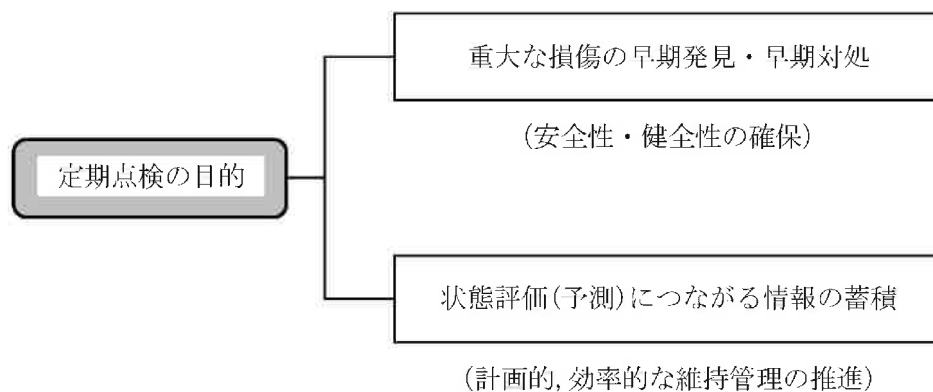 重大な損傷の早期発見・早期対処
(安全性・健全性の確保)
定期点検の目的
状態評価(予測)につながる情報の蓄積
(計画的, 効率的な維持管理の推進)